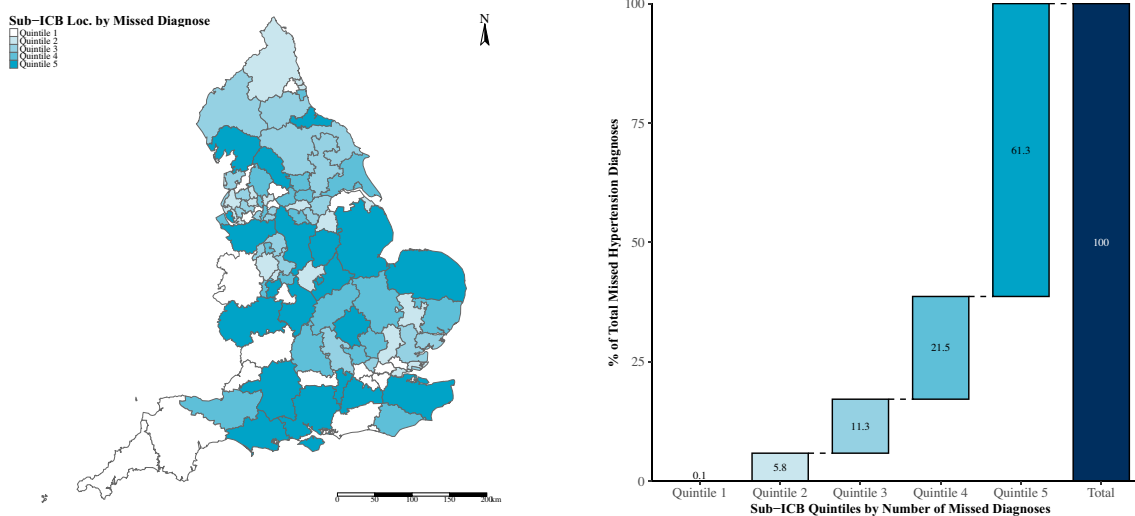 Sub−ICB Loc. by Missed Diagnose
Quintile 1
Quintile 2
Quintile 3
Quintile 4
Quintile 5
N
0 50 100 150 200km
% of Total Missed Hypertension Diagnoses
100
75
50
25
0
0.1
5.8
11.3
21.5
61.3
100
Quintile 1 Quintile 2 Quintile 3 Quintile 4 Quintile 5 Total
Sub−ICB Quintiles by Number of Missed Diagnoses